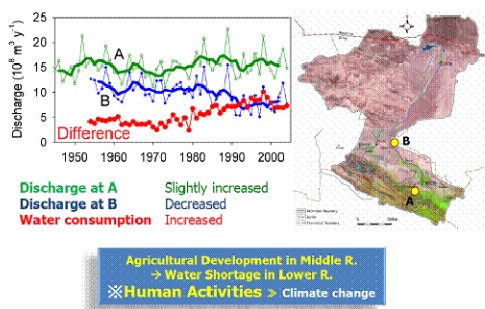 25
20
15
10
5
0
Discharge (10⁸ m³ y⁻¹)
A
B
Difference
1950 1960 1970 1980 1990 2000
B
A
Discharge at A Slightly increased
Discharge at B Decreased
Water consumption Increased
Agricultural Development in Middle R.
→ Water Shortage in Lower R.
※Human Activities > Climate change